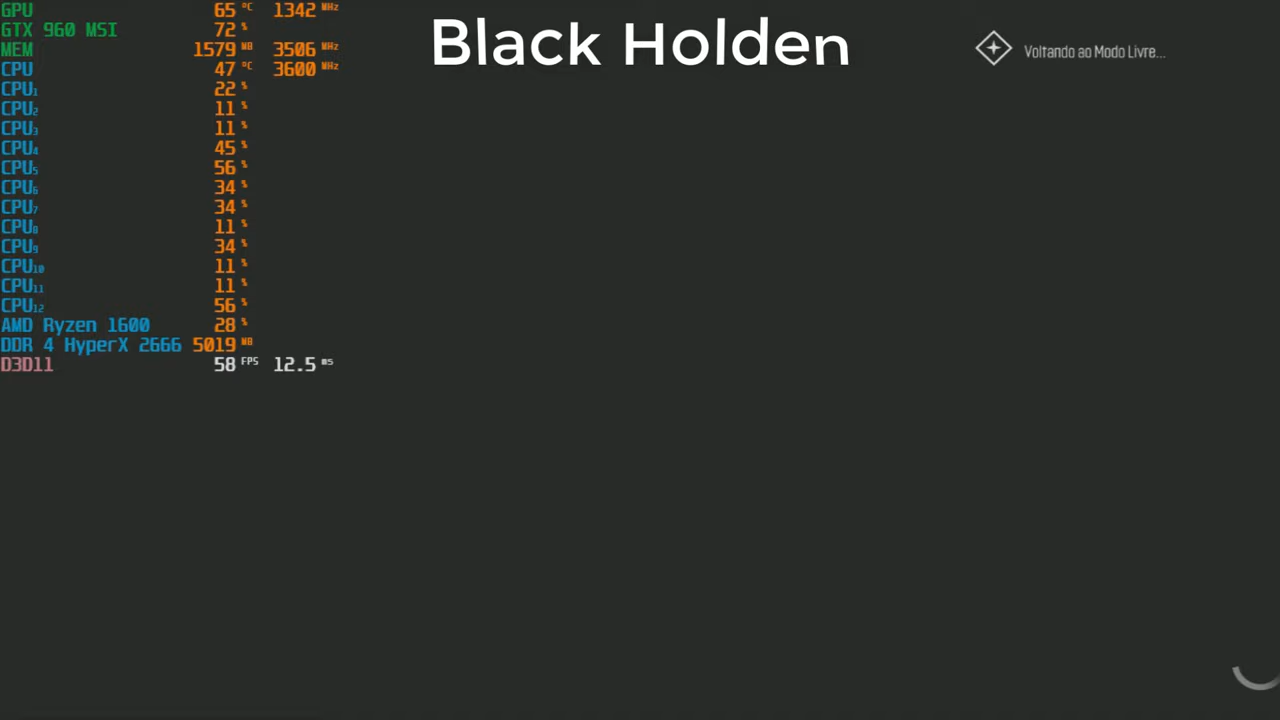 GPU 65 °C 1342 MHz
GTX 960 MSI 72 %
MEM 1579 MB 3506 MHz
CPU 47 °C 3600 MHz
CPU1 22 %
CPU2 11 %
CPU3 11 %
CPU4 45 %
CPU5 56 %
CPU6 34 %
CPU7 34 %
CPU8 11 %
CPU9 34 %
CPU10 11 %
CPU11 11 %
CPU12 56 %
AMD Ryzen 1600 28 %
DDR 4 HyperX 2666 5019 MB
D3D11 58 FPS 12.5 ms
Black Holden
Voltando ao Modo Livre...